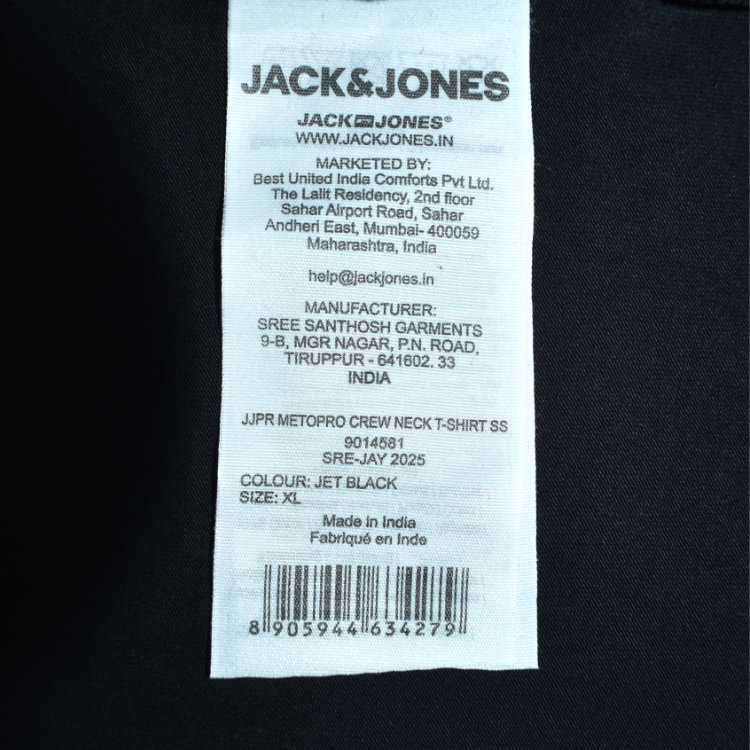 JACK&JONES
JACK JONES®
WWW.JACKJONES.IN
MARKETED BY:
Best United India Comforts Pvt Ltd.
The Lalit Residency, 2nd floor
Sahar Airport Road, Sahar
Andheri East, Mumbai- 400059
Maharashtra, India
help@jackjones.in
MANUFACTURER:
SREE SANTHOSH GARMENTS
9-B, MGR NAGAR, P.N. ROAD,
TIRUPPUR - 641602. 33
INDIA
JJPR METOPRO CREW NECK T-SHIRT SS
9014581
SRE-JAY 2025
COLOUR: JET BLACK
SIZE: XL
Made in India
Fabriqué en Inde
8 905944 634279